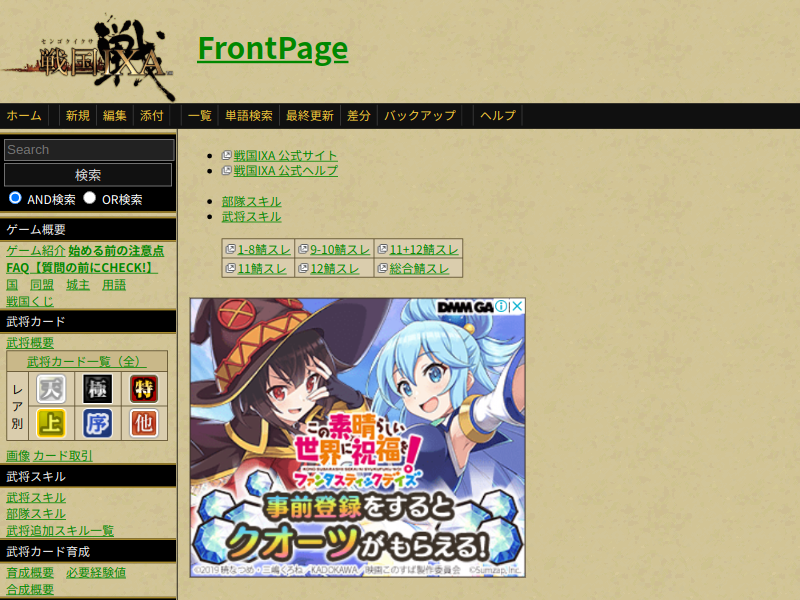 センゴクイクサ
戦国IXA
戦
FrontPage
ホーム 新規 編集 添付 一覧 単語検索 最終更新 差分 バックアップ ヘルプ
Search
検索
AND検索 OR検索
ゲーム概要
ゲーム紹介 始める前の注意点
FAQ【質問の前にCHECK!】
国 同盟 城主 用語
戦国くじ
武将カード
武将概要
武将カード一覧（全）
レア別
天 極 特
上 序 他
画像 カード取引
武将スキル
武将スキル
部隊スキル
武将追加スキル一覧
武将カード育成
育成概要 必要経験値
合成概要
戦国IXA 公式サイト
戦国IXA 公式ヘルプ
部隊スキル
武将スキル
1-8鯖スレ 9-10鯖スレ 11+12鯖スレ
11鯖スレ 12鯖スレ 総合鯖スレ
DMM GA
この素晴らしい
世界に祝福を!
KONO SUBARASHII SEKAI NI SYUKUFUKU WO!
ファンタスティックデイズ
事前登録をすると
クオーツがもらえる!
©2019 暁なつめ・三嶋くろね／KADOKAWA／映画このすば製作委員会 ©Sumzap, Inc.